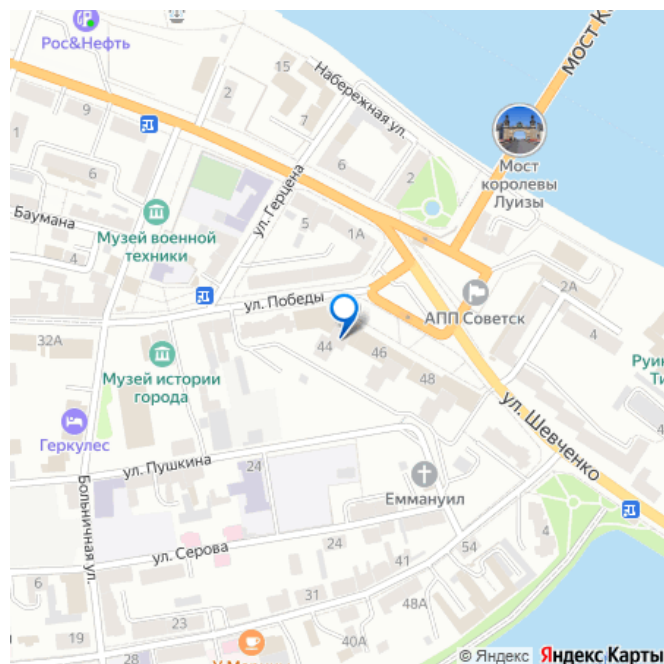 Рос&Нефть
15
Набережная ул.
МОСТ К
9
2
1
6
6
ул. Герцена
2
Мост
королевы
Луизы
Баумана
Музей военной
техники
5
1А
4
ул. Победы
АПП Советск
2А
4
32А
44
46
48
Руин
Ти
Музей истории
города
Геркулес
ул. Шевченко
4
ул. Пушкина
24
Еммануил
Больничная ул.
ул. Серова
24
54
4
41
6
31
48А
23
19
40А
28
18
© Яндекс Яндекс Карты